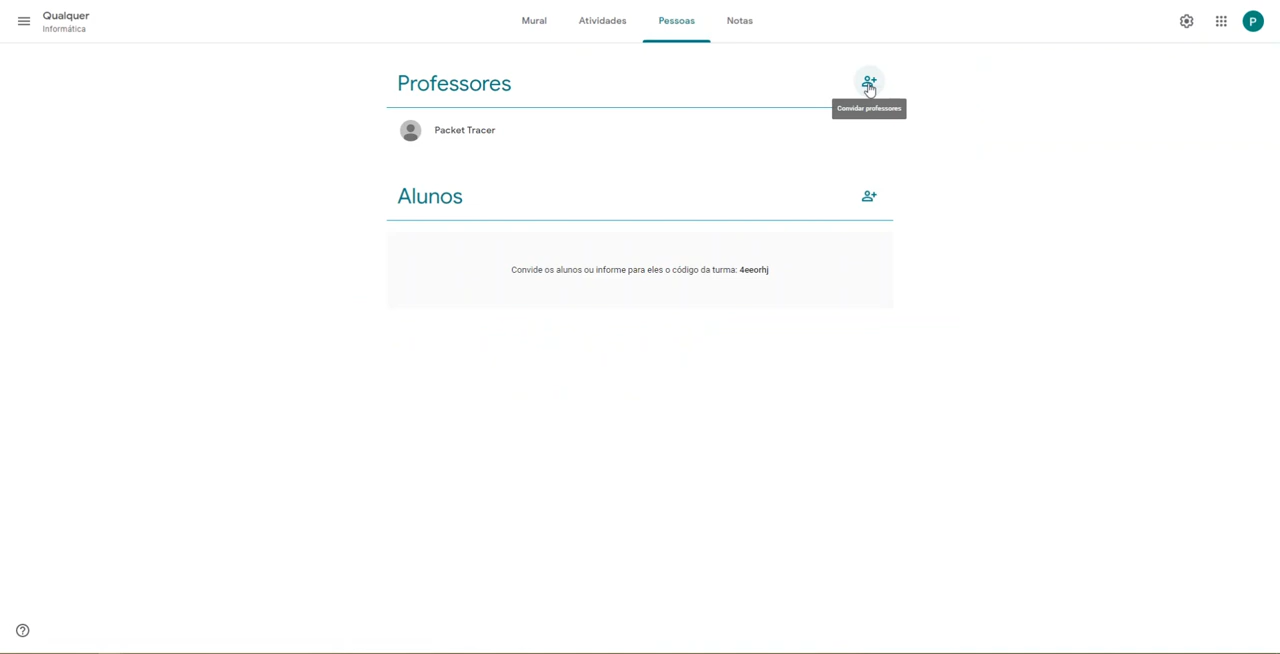 Qualquer
Informática
Mural
Atividades
Pessoas
Notas
P
Professores
Convidar professores
Packet Tracer
Alunos
Convide os alunos ou informe para eles o código da turma: 4eeorhj